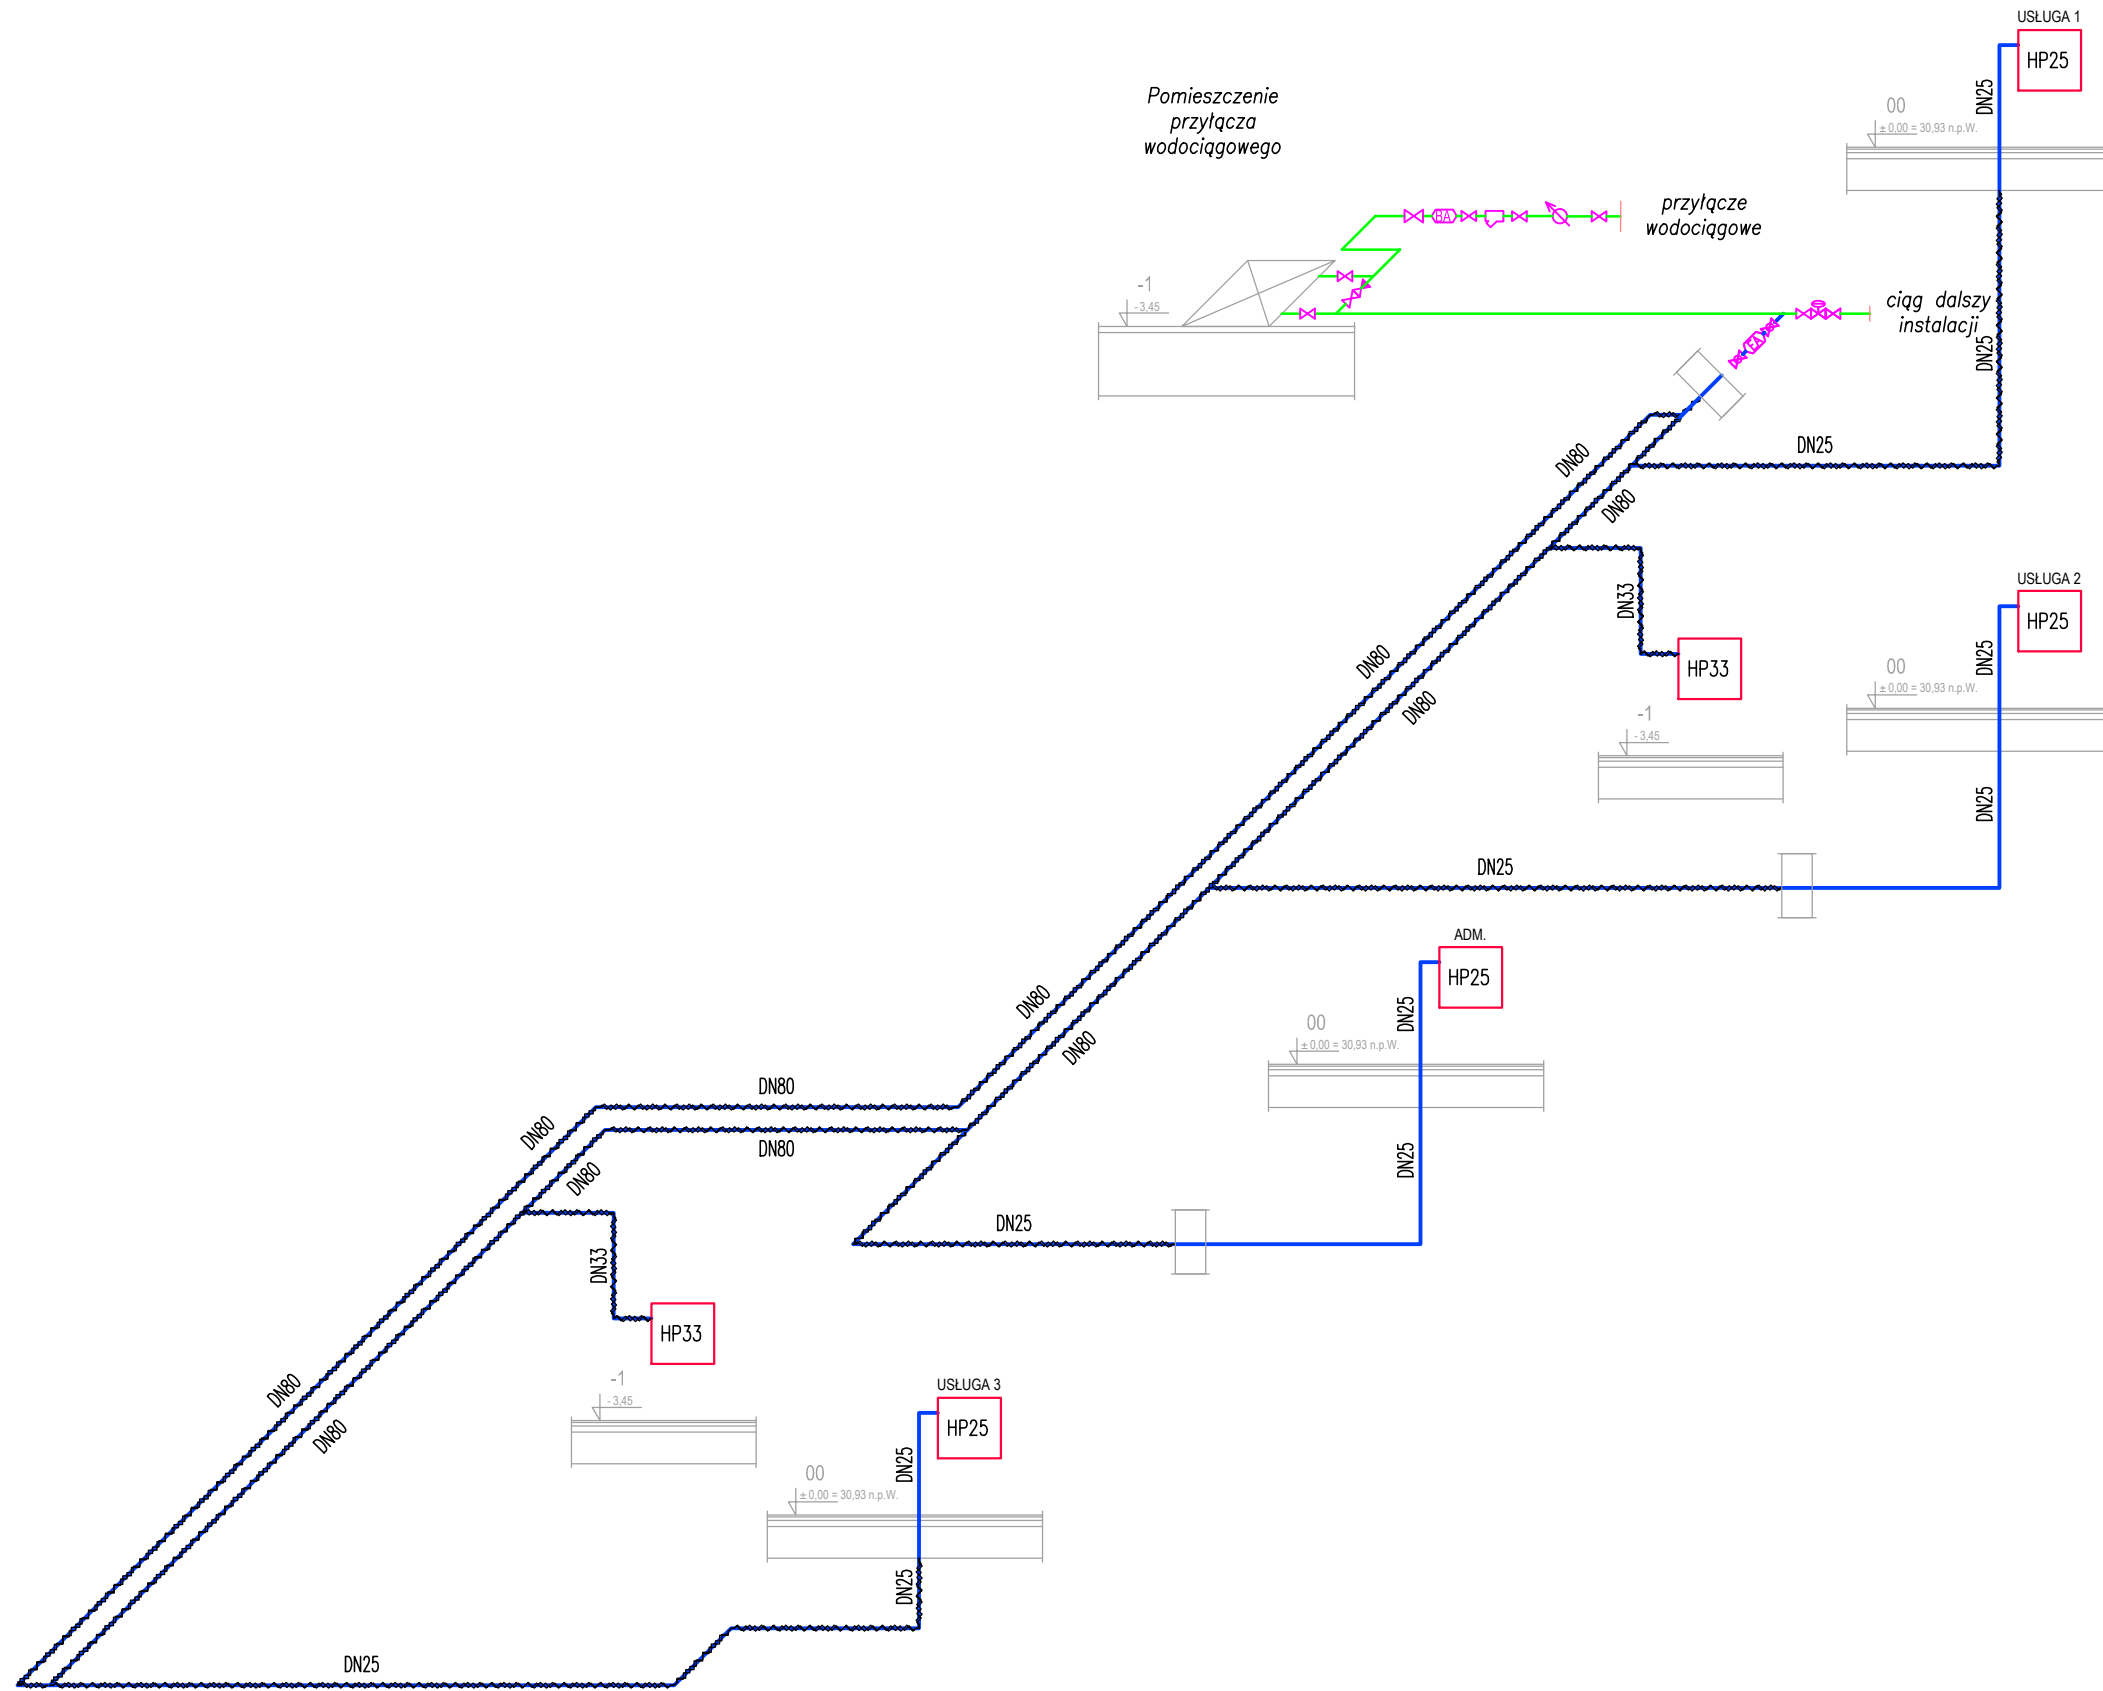 USŁUGA 1
HP25
DN25
00
± 0,00 = 30,93 n.p.W.
Pomieszczenie
przyłącza
wodociągowego
BA
przyłącze
wodociągowe
-1
- 3,45
ciąg dalszy
instalacji
EA
DN25
DN25
DN80
DN80
DN33
HP33
-1
- 3,45
USŁUGA 2
HP25
DN25
00
± 0,00 = 30,93 n.p.W.
DN25
DN80
DN80
DN25
ADM.
HP25
DN25
00
± 0,00 = 30,93 n.p.W.
DN25
DN80
DN80
DN80
DN80
DN25
DN80
DN80
DN33
HP33
-1
- 3,45
DN80
DN80
USŁUGA 3
HP25
DN25
00
± 0,00 = 30,93 n.p.W.
DN25
DN25